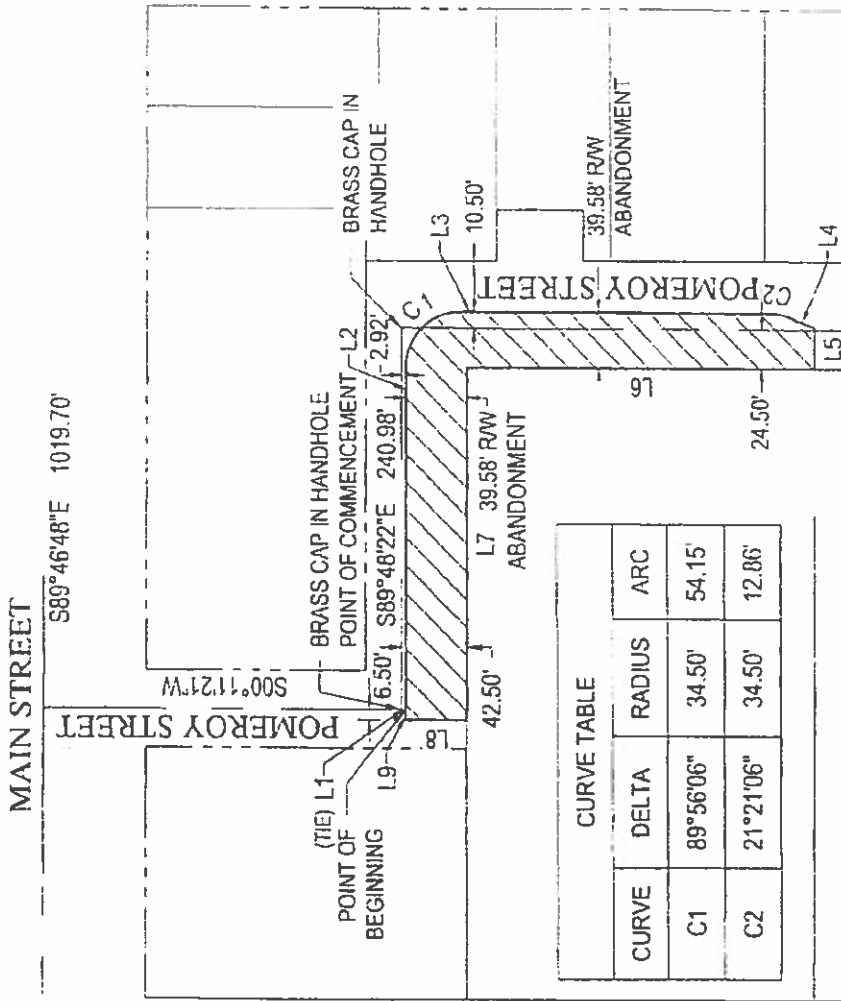 MAIN STREET
S89°46'48"E 1019.70'
POMEROY STREET
S00°11'21"W
BRASS CAP IN HANDHOLE
POINT OF COMMENCEMENT
L2
BRASS CAP IN
HANDHOLE
(TIE) L1
POINT OF
BEGINNING
L9
6.50'
S89°48'22"E 240.98'
2.92'
C1
L3
10.50'
L8
42.50'
L7 39.58' R/W
ABANDONMENT
POMEROY STREET
39.58' R/W
ABANDONMENT
L6
C2
24.50'
L4
L5
CURVE TABLE
CURVE DELTA RADIUS ARC
C1 89°56'06" 34.50' 54.15'
C2 21°21'06" 34.50' 12.86'